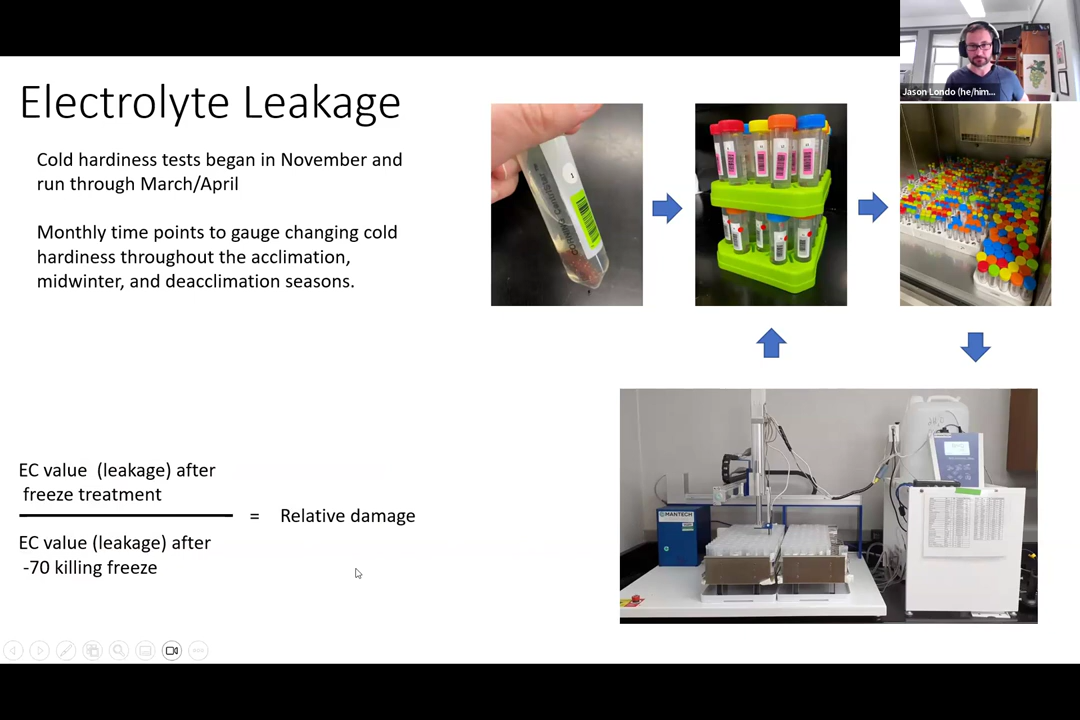 Electrolyte Leakage
Cold hardiness tests began in November and
run through March/April
Monthly time points to gauge changing cold
hardiness throughout the acclimation,
midwinter, and deacclimation seasons.
EC value (leakage) after
freeze treatment
= Relative damage
EC value (leakage) after
-70 killing freeze
Jason Londo (he/him...
MANTECH